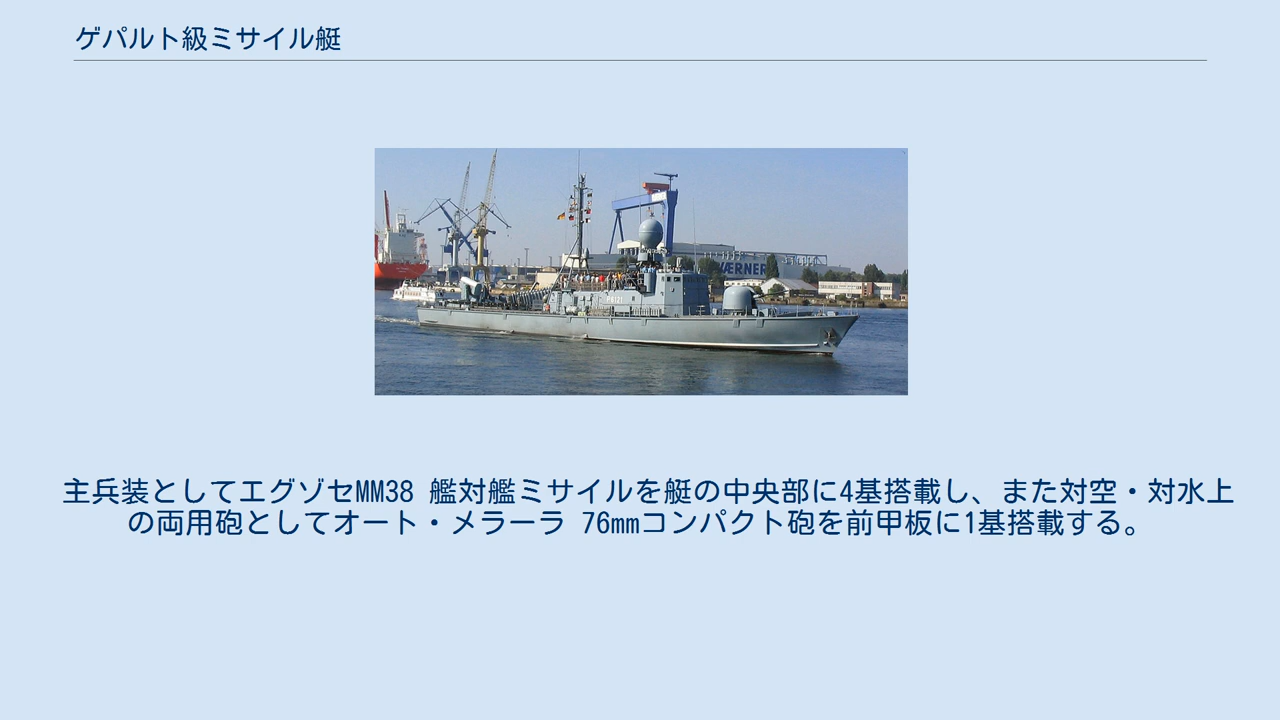 ゲパルト級ミサイル艇
WERNER
P6121
主兵装としてエグゾセMM38 艦対艦ミサイルを艇の中央部に4基搭載し、また対空・対水上
の両用砲としてオート・メラーラ 76mmコンパクト砲を前甲板に1基搭載する。